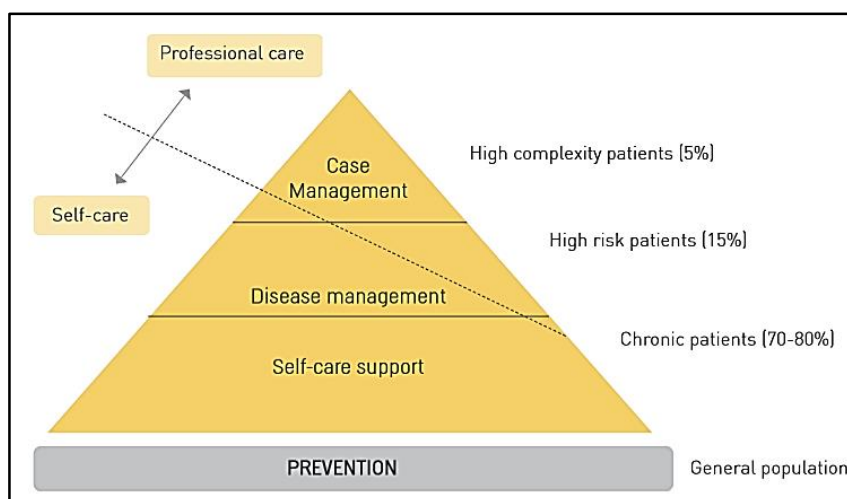 Professional care
Self-care
Case
Management
High complexity patients (5%)
High risk patients (15%)
Disease management
Chronic patients (70-80%)
Self-care support
PREVENTION
General population